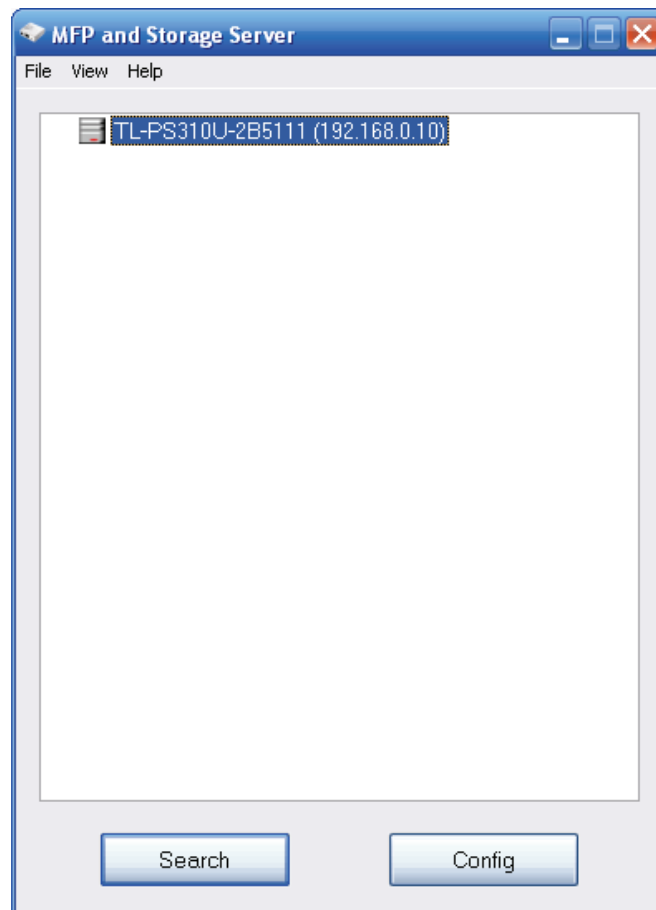 MFP and Storage Server
File View Help
TL-PS310U-2B5111 (192.168.0.10)
Search Config